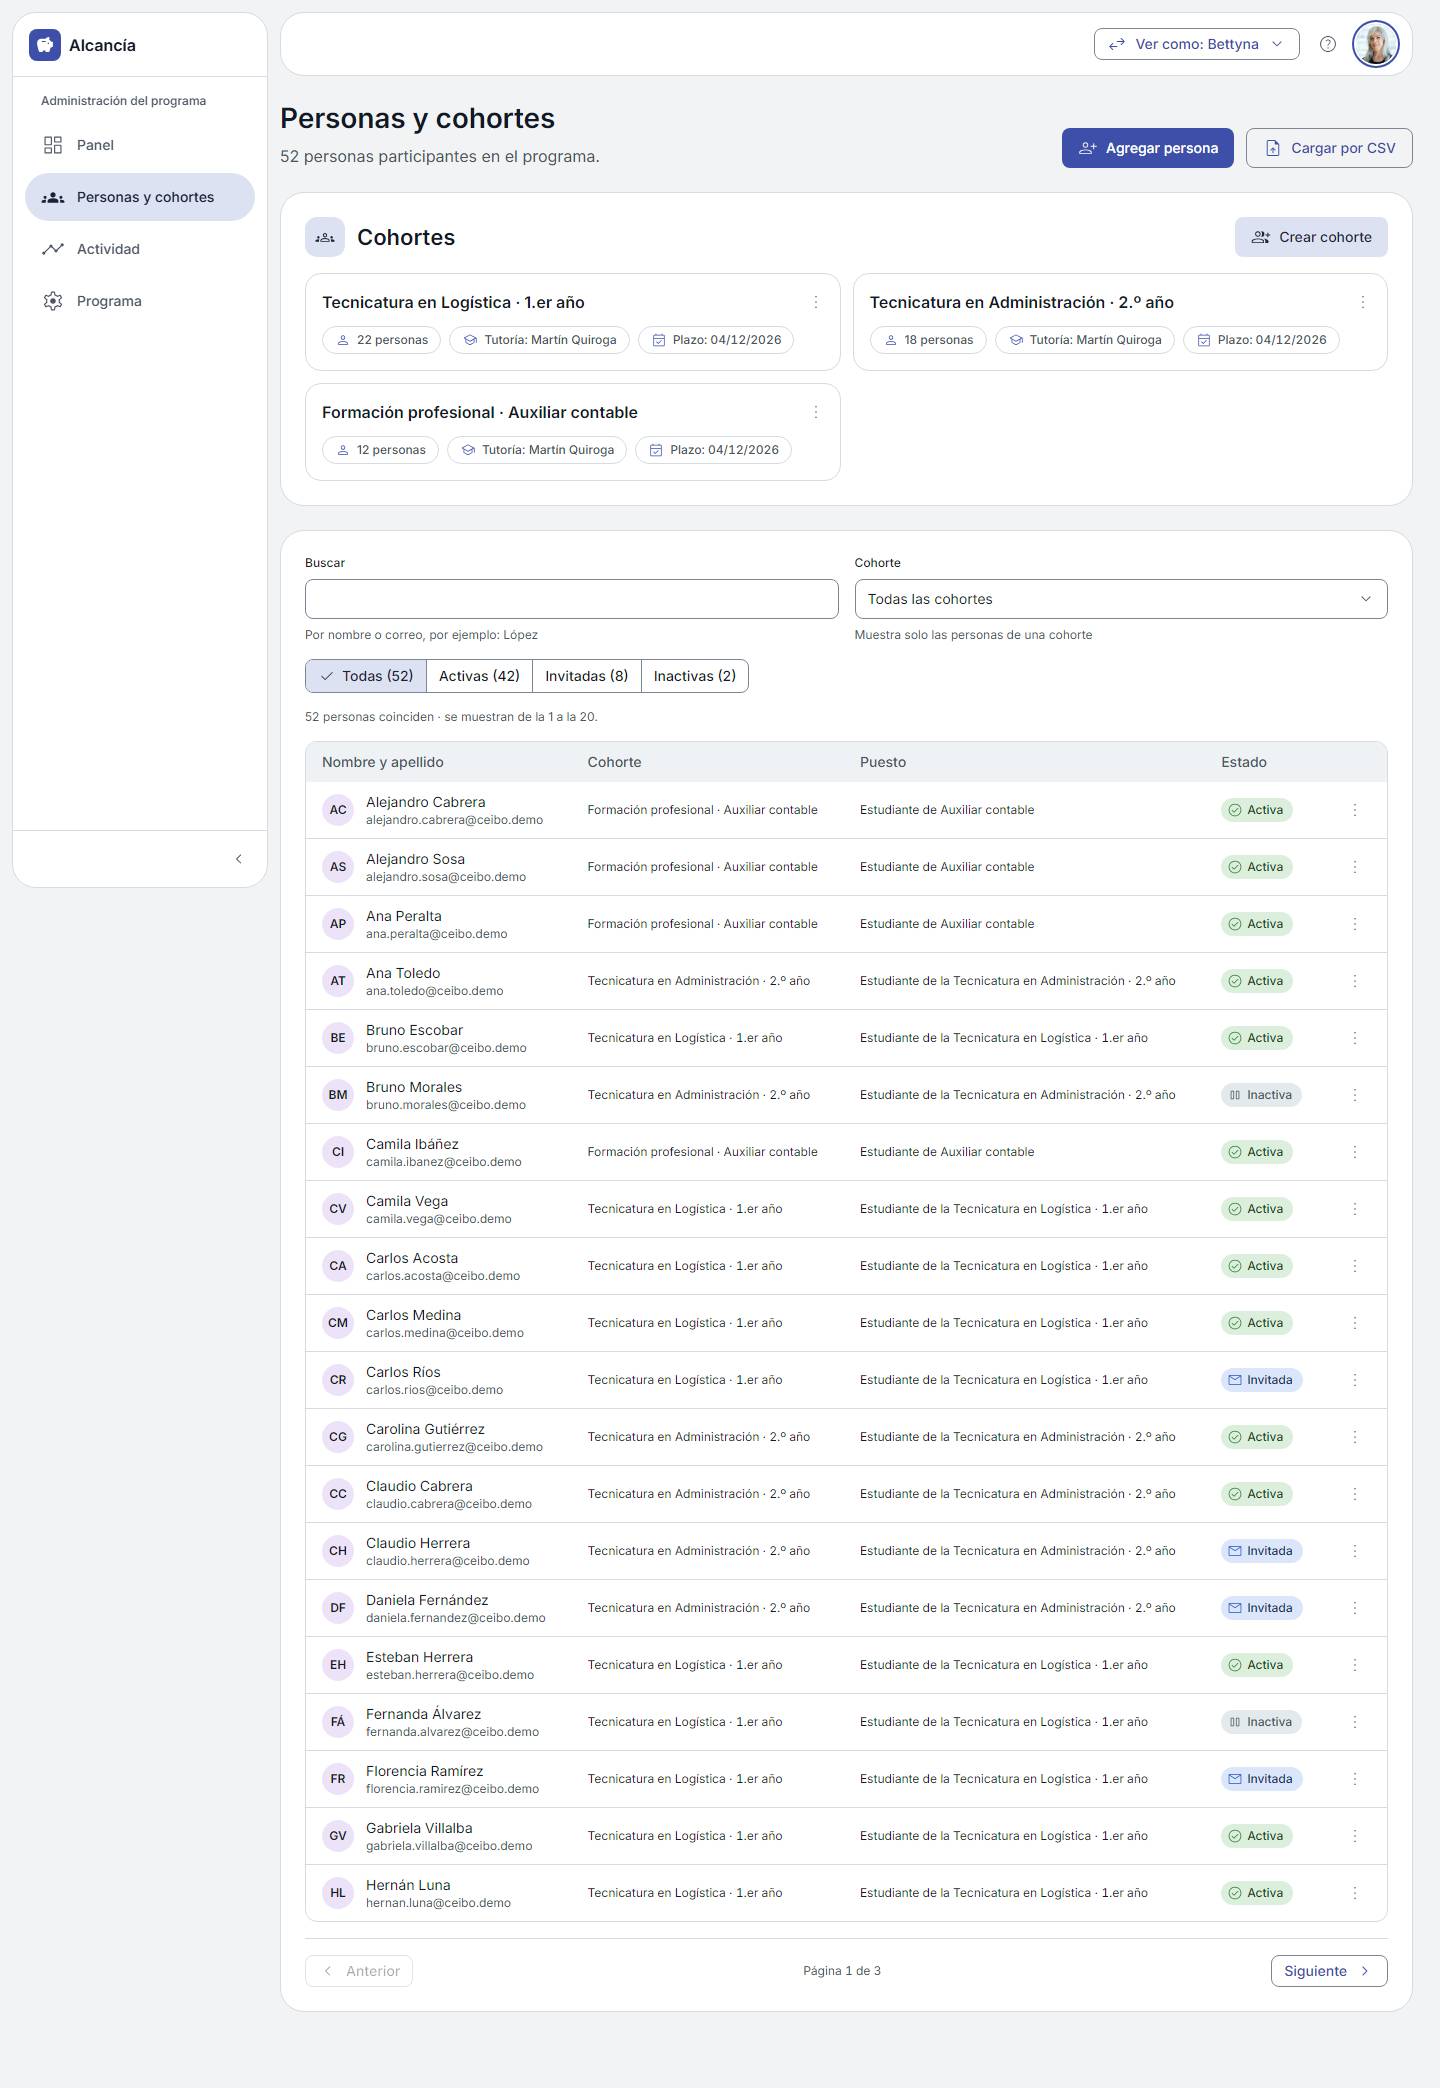 Alcancía
Ver como: Bettyna
Administración del programa
Panel
Personas y cohortes
Actividad
Programa
Personas y cohortes
52 personas participantes en el programa.
Agregar persona
Cargar por CSV
Cohortes
Crear cohorte
Tecnicatura en Logística · 1.er año
22 personas
Tutoría: Martín Quiroga
Plazo: 04/12/2026
Tecnicatura en Administración · 2.º año
18 personas
Tutoría: Martín Quiroga
Plazo: 04/12/2026
Formación profesional · Auxiliar contable
12 personas
Tutoría: Martín Quiroga
Plazo: 04/12/2026
Buscar
Por nombre o correo, por ejemplo: López
Cohorte
Todas las cohortes
Muestra solo las personas de una cohorte
Todas (52)
Activas (42)
Invitadas (8)
Inactivas (2)
52 personas coinciden · se muestran de la 1 a la 20.
Nombre y apellido Cohorte Puesto Estado
AC Alejandro Cabrera
alejandro.cabrera@ceibo.demo
Formación profesional · Auxiliar contable Estudiante de Auxiliar contable Activa
AS Alejandro Sosa
alejandro.sosa@ceibo.demo
Formación profesional · Auxiliar contable Estudiante de Auxiliar contable Activa
AP Ana Peralta
ana.peralta@ceibo.demo
Formación profesional · Auxiliar contable Estudiante de Auxiliar contable Activa
AT Ana Toledo
ana.toledo@ceibo.demo
Tecnicatura en Administración · 2.º año Estudiante de la Tecnicatura en Administración · 2.º año Activa
BE Bruno Escobar
bruno.escobar@ceibo.demo
Tecnicatura en Logística · 1.er año Estudiante de la Tecnicatura en Logística · 1.er año Activa
BM Bruno Morales
bruno.morales@ceibo.demo
Tecnicatura en Administración · 2.º año Estudiante de la Tecnicatura en Administración · 2.º año Inactiva
CI Camila Ibáñez
camila.ibanez@ceibo.demo
Formación profesional · Auxiliar contable Estudiante de Auxiliar contable Activa
CV Camila Vega
camila.vega@ceibo.demo
Tecnicatura en Logística · 1.er año Estudiante de la Tecnicatura en Logística · 1.er año Activa
CA Carlos Acosta
carlos.acosta@ceibo.demo
Tecnicatura en Logística · 1.er año Estudiante de la Tecnicatura en Logística · 1.er año Activa
CM Carlos Medina
carlos.medina@ceibo.demo
Tecnicatura en Logística · 1.er año Estudiante de la Tecnicatura en Logística · 1.er año Activa
CR Carlos Ríos
carlos.rios@ceibo.demo
Tecnicatura en Logística · 1.er año Estudiante de la Tecnicatura en Logística · 1.er año Invitada
CG Carolina Gutiérrez
carolina.gutierrez@ceibo.demo
Tecnicatura en Administración · 2.º año Estudiante de la Tecnicatura en Administración · 2.º año Activa
CC Claudio Cabrera
claudio.cabrera@ceibo.demo
Tecnicatura en Administración · 2.º año Estudiante de la Tecnicatura en Administración · 2.º año Activa
CH Claudio Herrera
claudio.herrera@ceibo.demo
Tecnicatura en Administración · 2.º año Estudiante de la Tecnicatura en Administración · 2.º año Invitada
DF Daniela Fernández
daniela.fernandez@ceibo.demo
Tecnicatura en Administración · 2.º año Estudiante de la Tecnicatura en Administración · 2.º año Invitada
EH Esteban Herrera
esteban.herrera@ceibo.demo
Tecnicatura en Logística · 1.er año Estudiante de la Tecnicatura en Logística · 1.er año Activa
FÁ Fernanda Álvarez
fernanda.alvarez@ceibo.demo
Tecnicatura en Logística · 1.er año Estudiante de la Tecnicatura en Logística · 1.er año Inactiva
FR Florencia Ramírez
florencia.ramirez@ceibo.demo
Tecnicatura en Logística · 1.er año Estudiante de la Tecnicatura en Logística · 1.er año Invitada
GV Gabriela Villalba
gabriela.villalba@ceibo.demo
Tecnicatura en Logística · 1.er año Estudiante de la Tecnicatura en Logística · 1.er año Activa
HL Hernán Luna
hernan.luna@ceibo.demo
Tecnicatura en Logística · 1.er año Estudiante de la Tecnicatura en Logística · 1.er año Activa
Anterior
Página 1 de 3
Siguiente